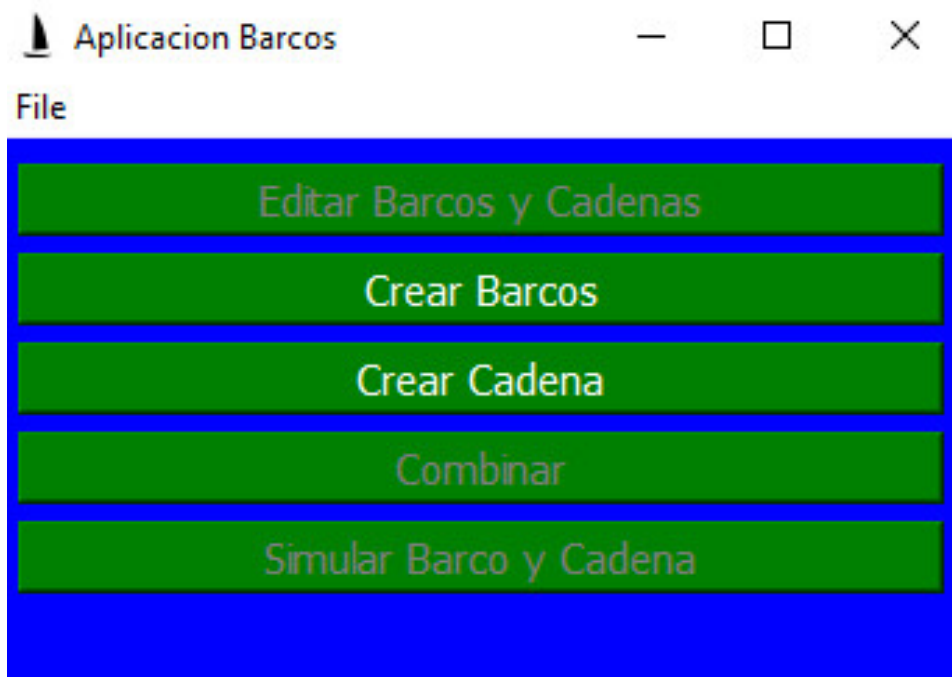 Aplicacion Barcos
File
Editar Barcos y Cadenas
Crear Barcos
Crear Cadena
Combinar
Simular Barco y Cadena